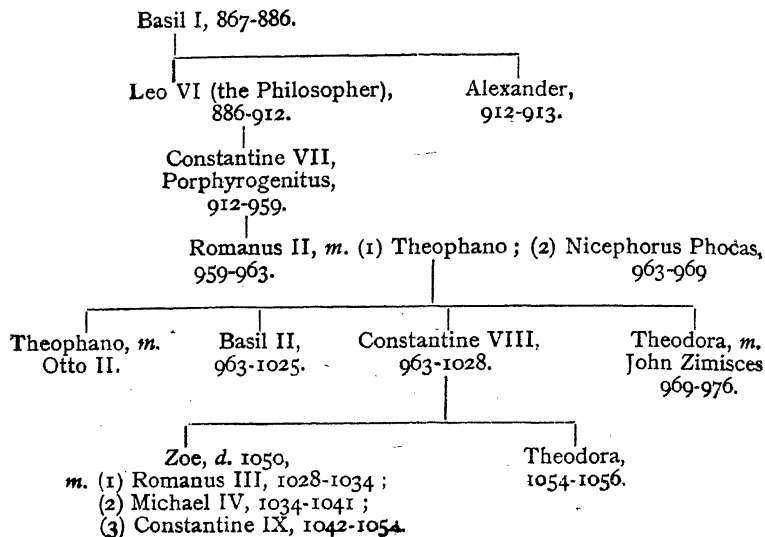 Basil I, 867-886.
Leo VI (the Philosopher), Alexander,
886-912. 912-913.
Constantine VII,
Porphyrogenitus,
912-959.
Romanus II, m. (1) Theophano ; (2) Nicephorus Phocas,
959-963. 963-969
Theophano, m. Basil II, Constantine VIII, Theodora, m.
Otto II. 963-1025. 963-1028. John Zimisces
969-976.
Zoe, d. 1050, Theodora,
m. (1) Romanus III, 1028-1034 ; 1054-1056.
(2) Michael IV, 1034-1041 ;
(3) Constantine IX, 1042-1054.